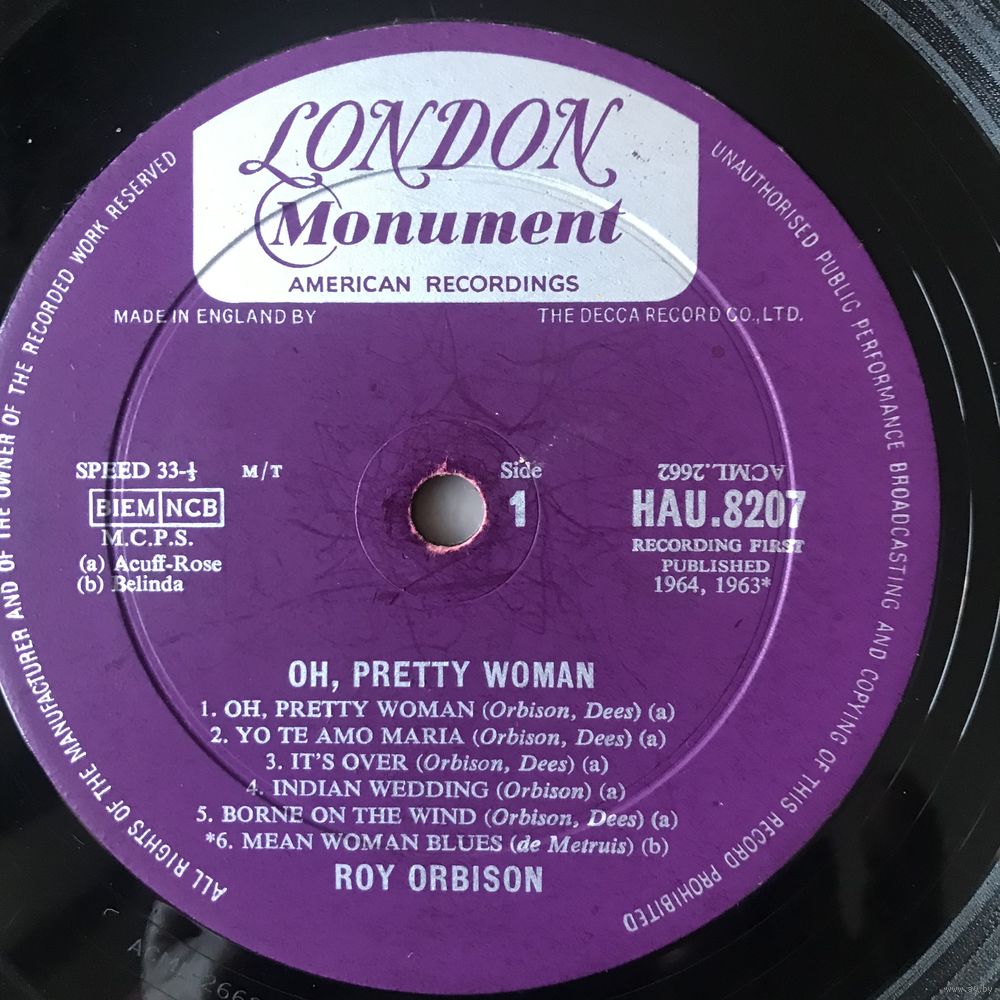 LONDON
Monument
AMERICAN RECORDINGS
MADE IN ENGLAND BY THE DECCA RECORD CO., LTD.
ALL RIGHTS OF THE MANUFACTURER AND OF THE OWNER OF THE RECORDED WORK RESERVED
UNAUTHORISED PUBLIC PERFORMANCE BROADCASTING AND COPYING OF THIS RECORD PROHIBITED
SPEED 33-⅓ M/T
BIEM NCB
M.C.P.S.
(a) Acuff-Rose
(b) Belinda
Side
1
ACML.2662
HAU.8207
RECORDING FIRST
PUBLISHED
1964, 1963*
OH, PRETTY WOMAN
1. OH, PRETTY WOMAN (Orbison, Dees) (a)
2. YO TE AMO MARIA (Orbison, Dees) (a)
3. IT'S OVER (Orbison, Dees) (a)
4. INDIAN WEDDING (Orbison) (a)
5. BORNE ON THE WIND (Orbison, Dees) (a)
*6. MEAN WOMAN BLUES (de Metruis) (b)
ROY ORBISON
www.ay.by